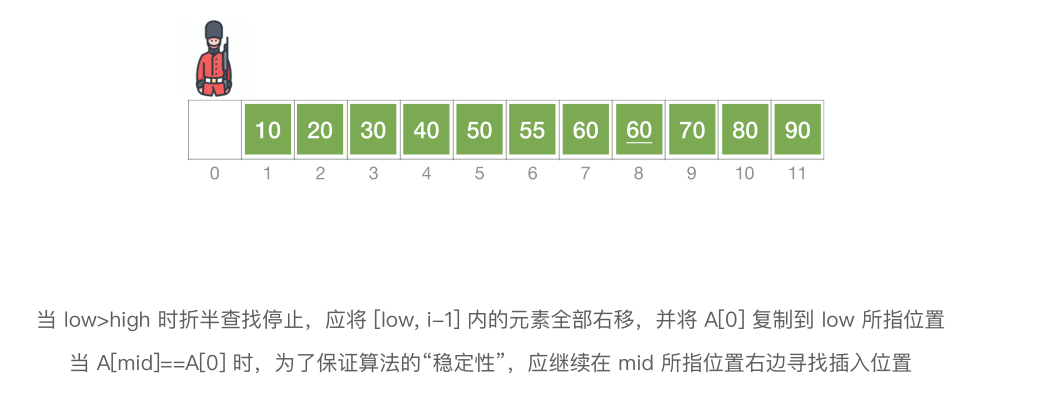 10 20 30 40 50 55 60 60 70 80 90
0 1 2 3 4 5 6 7 8 9 10 11
当 low>high 时折半查找停止，应将 [low, i-1] 内的元素全部右移，并将 A[0] 复制到 low 所指位置
当 A[mid]==A[0] 时，为了保证算法的“稳定性”，应继续在 mid 所指位置右边寻找插入位置